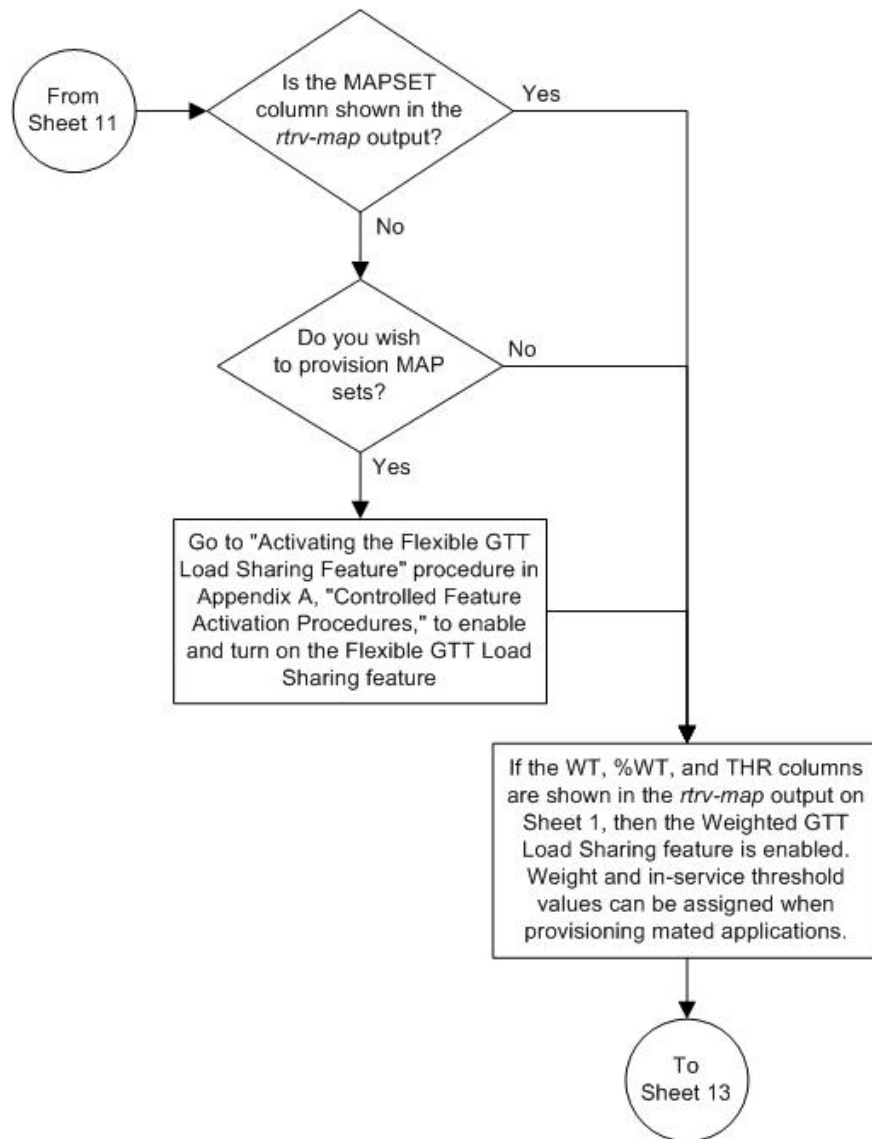 From
Sheet 11
Is the MAPSET
column shown in the
rtrv-map output?
Yes
No
Do you wish
to provision MAP
sets?
No
Yes
Go to "Activating the Flexible GTT
Load Sharing Feature" procedure in
Appendix A, "Controlled Feature
Activation Procedures," to enable
and turn on the Flexible GTT Load
Sharing feature
If the WT, %WT, and THR columns
are shown in the rtrv-map output on
Sheet 1, then the Weighted GTT
Load Sharing feature is enabled.
Weight and in-service threshold
values can be assigned when
provisioning mated applications.
To
Sheet 13